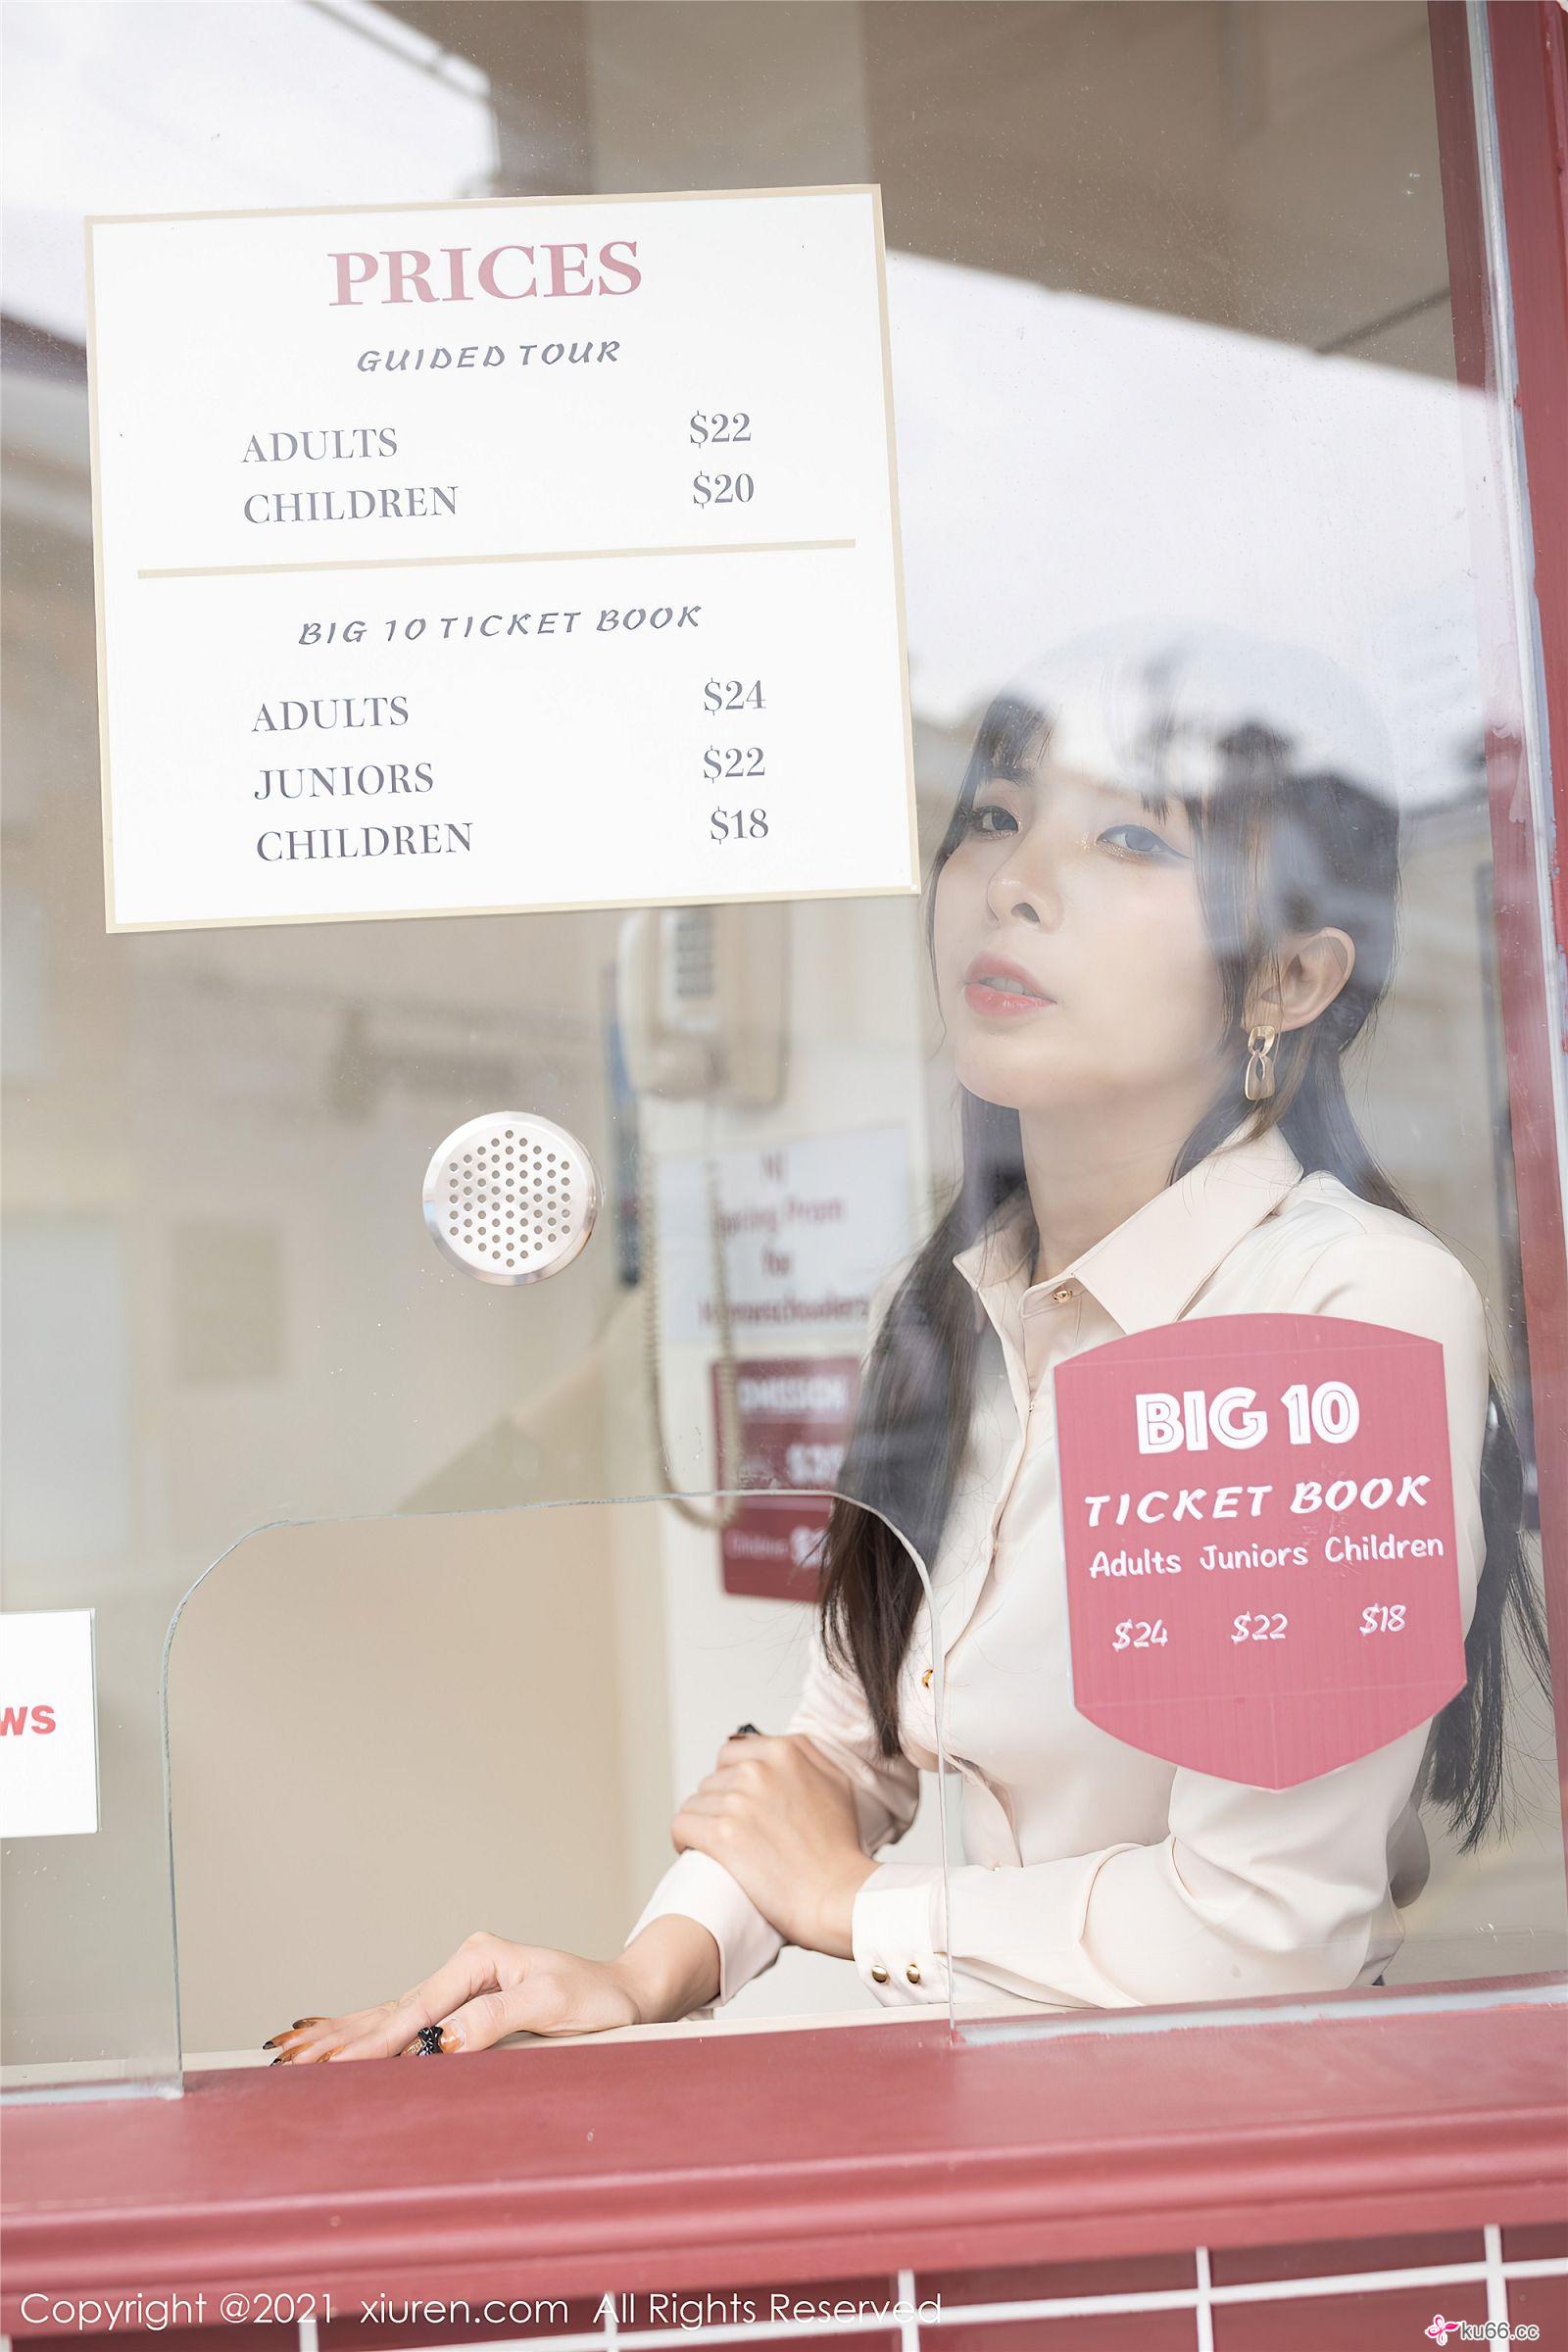 PRICES
GUIDED TOUR
ADULTS $22
CHILDREN $20
BIG 10 TICKET BOOK
ADULTS $24
JUNIORS $22
CHILDREN $18
for
BIG 10
TICKET BOOK
Adults Juniors Children
$24 $22 $18
ws
Copyright @2021 xiuren.com All Rights Reserved
ku66.cc